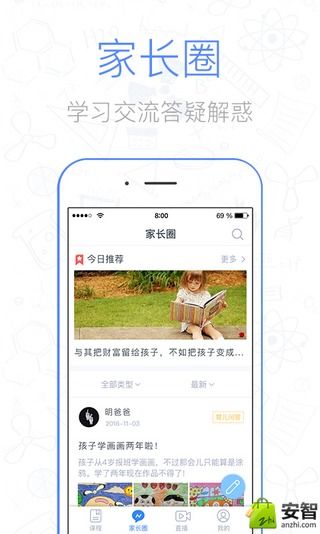 家长圈
学习交流答疑解惑
8:00
69 %
家长圈
今日推荐
更多
与其把财富留给孩子，不如把孩子变成...
全部类型
最新
明爸爸
2016-11-03
育儿问答
孩子学画画两年啦！
孩子从4岁报班学画画，不过那会儿只能算是涂
鸦，学了两年现在作品不得了！
课程
家长圈
直播
我的
安智
anzhi.com